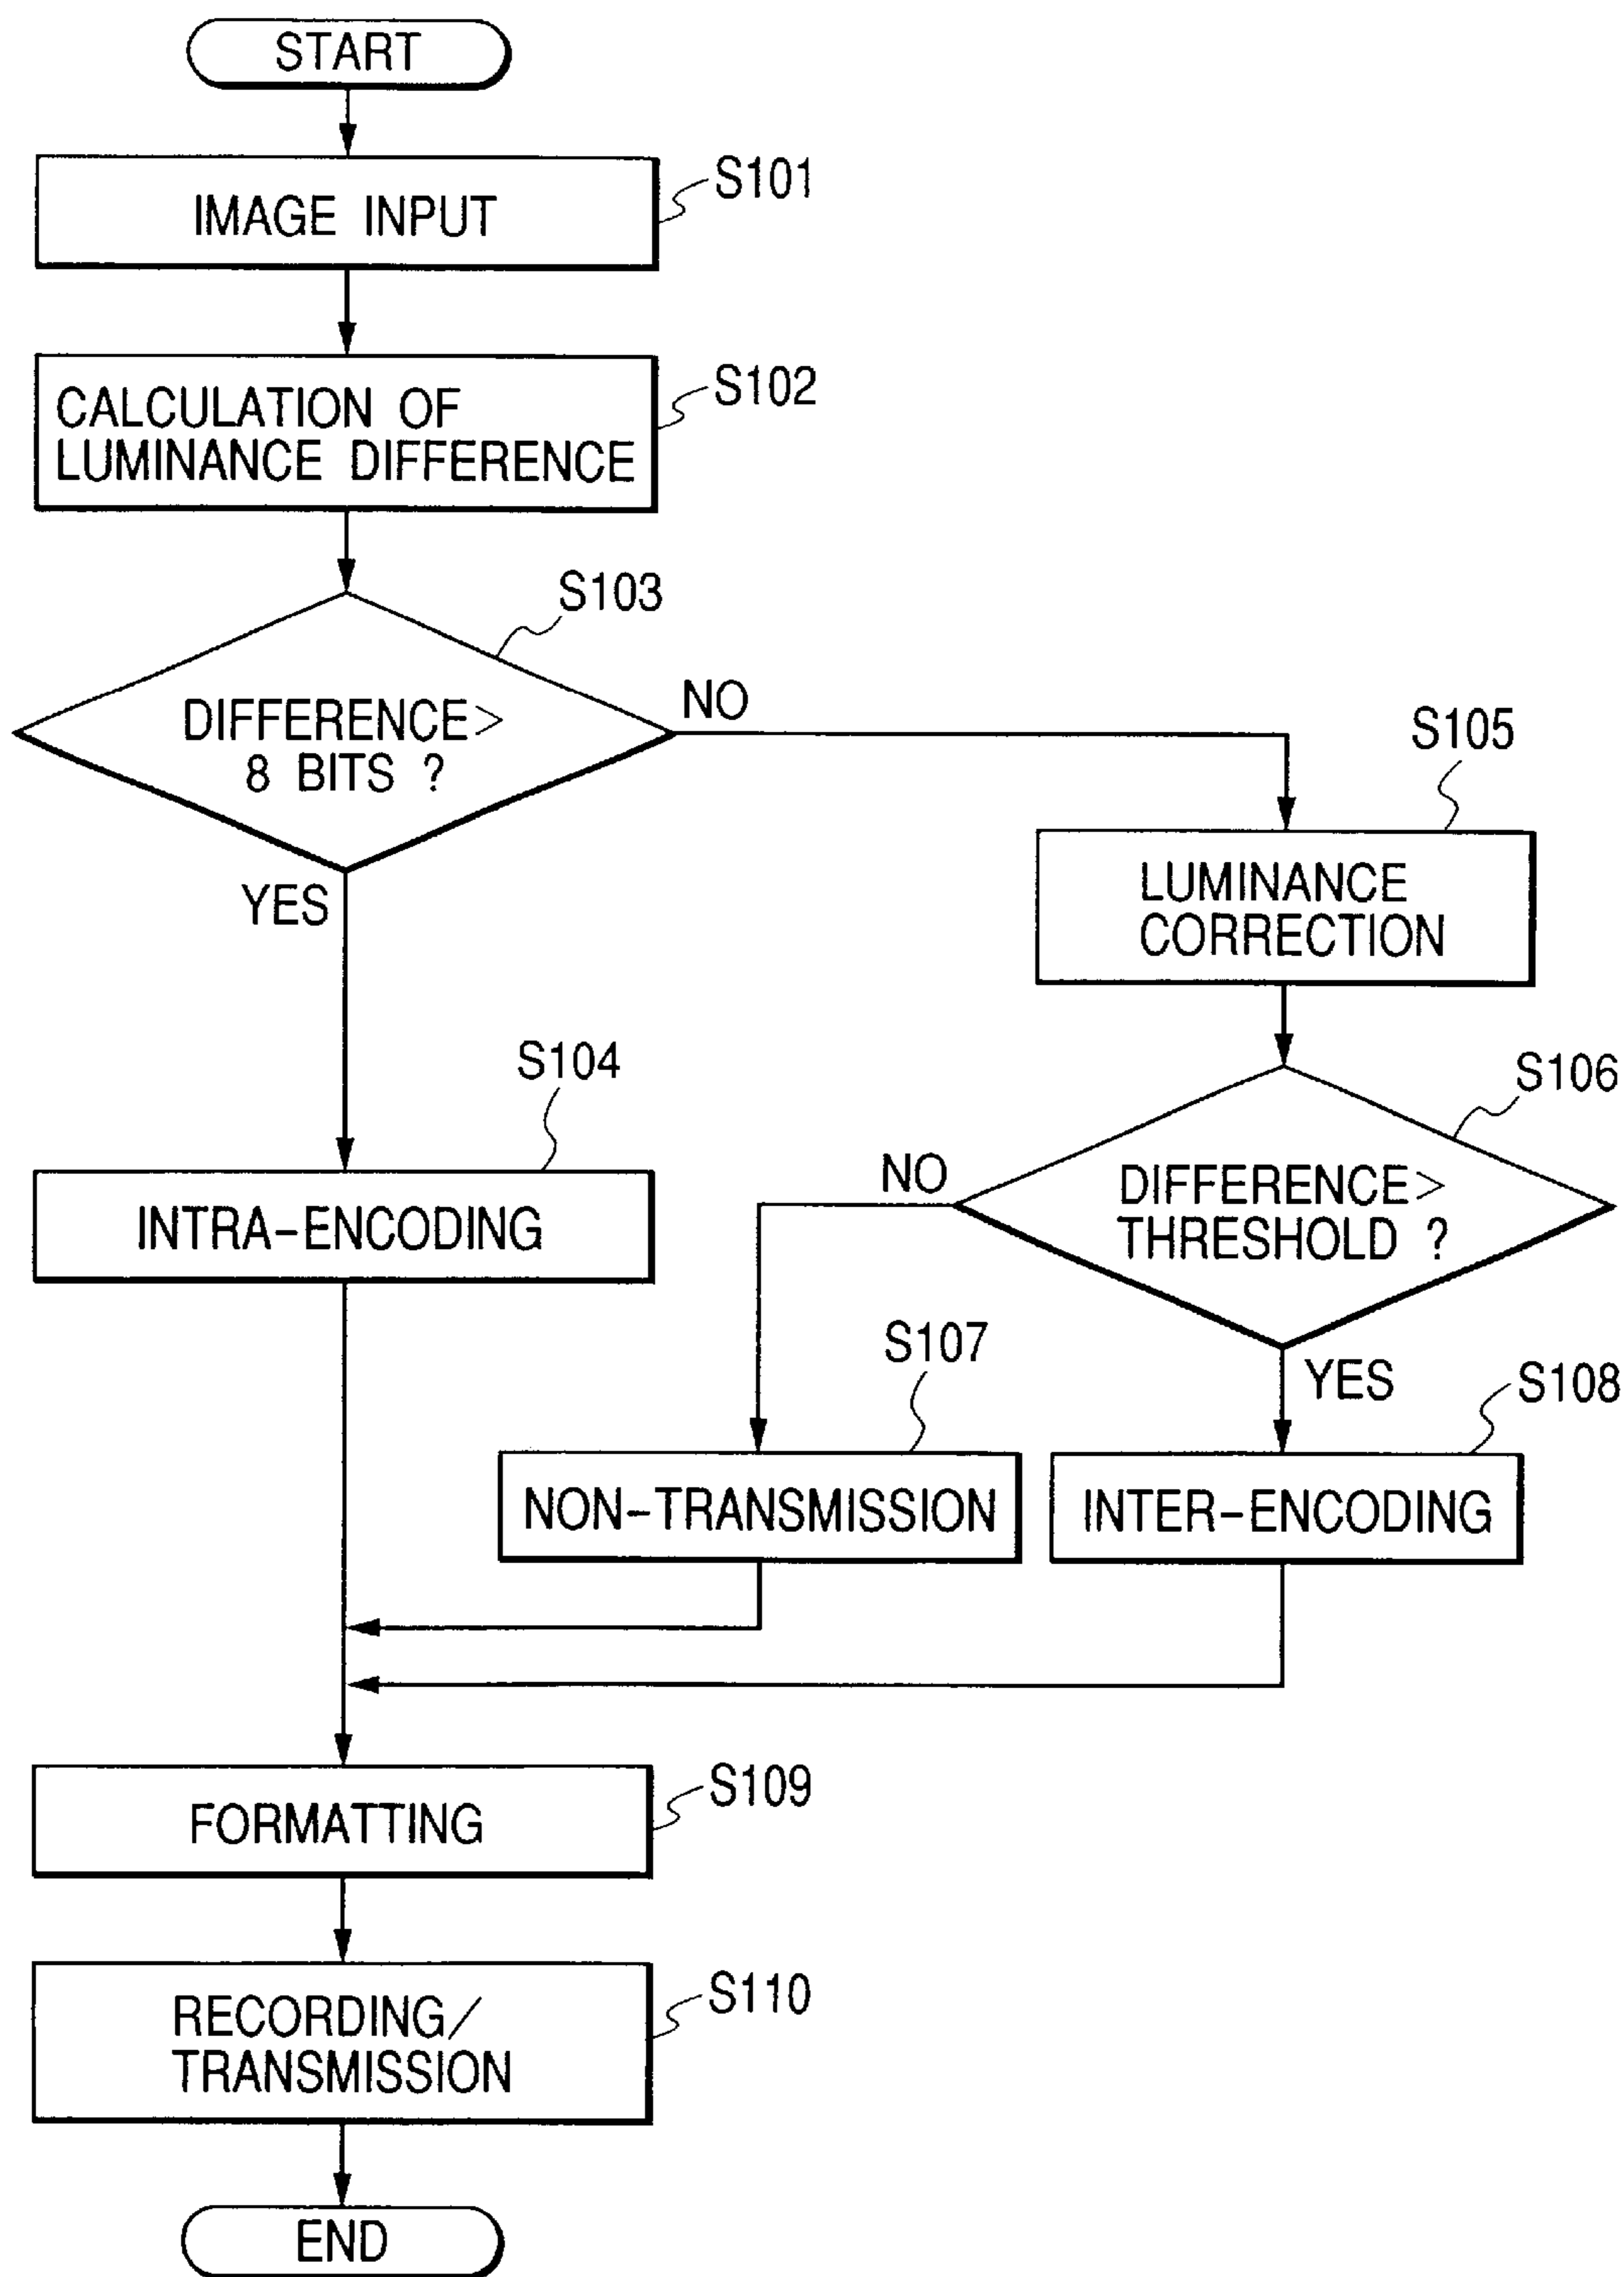 START
IMAGE INPUT
S101
CALCULATION OF
LUMINANCE DIFFERENCE
S102
S103
DIFFERENCE>
8 BITS ?
NO
YES
S105
LUMINANCE
CORRECTION
S104
INTRA-ENCODING
S106
DIFFERENCE>
THRESHOLD ?
NO
YES
S107
NON-TRANSMISSION
S108
INTER-ENCODING
S109
FORMATTING
S110
RECORDING/
TRANSMISSION
END